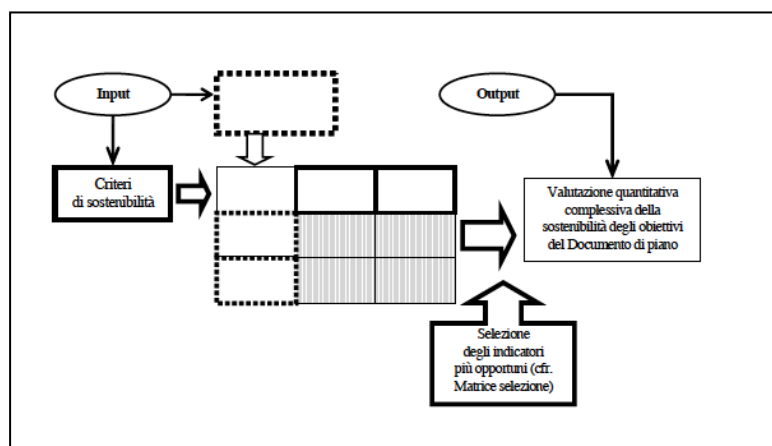 Input
Output
Criteri
di sostenibilità
Valutazione quantitativa
complessiva della
sostenibilità degli obiettivi
del Documento di piano
Selezione
degli indicatori
più opportuni (cfr.
Matrice selezione)